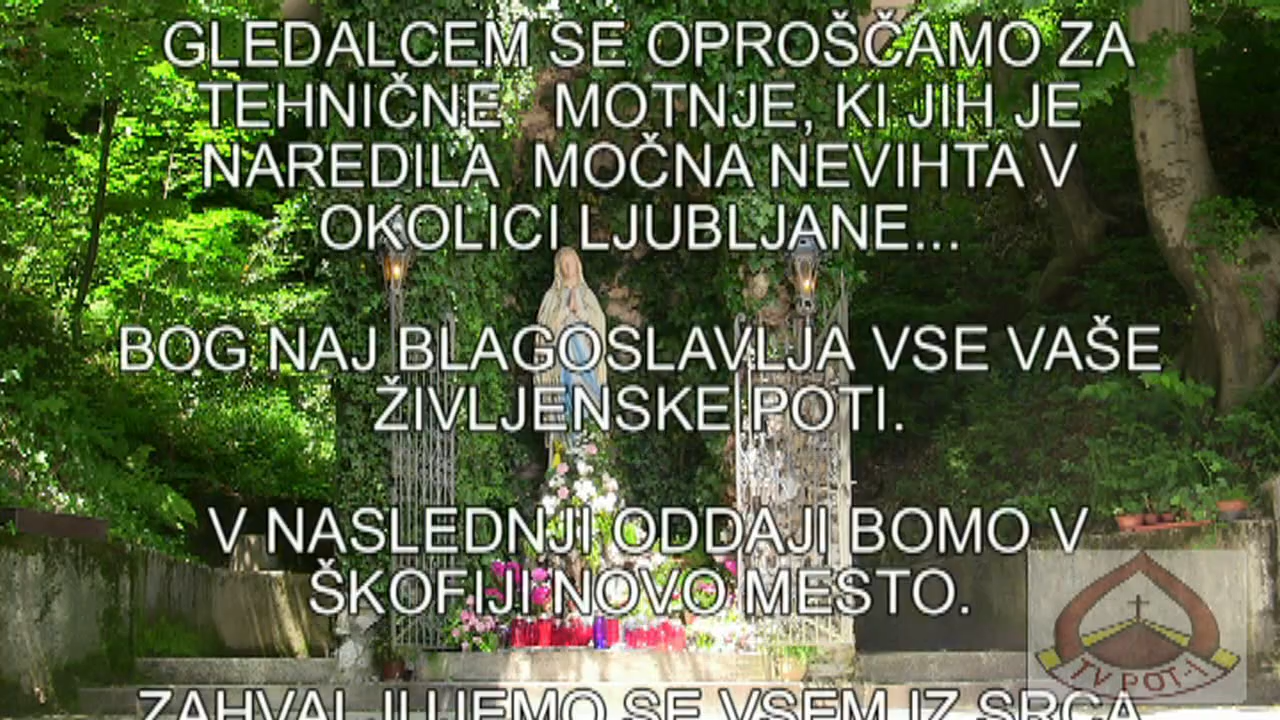 GLEDALCEM SE OPROŠČAMO ZA
TEHNIČNE MOTNJE, KI JIH JE
NAREDILA MOČNA NEVIHTA V
OKOLICI LJUBLJANE...
BOG NAJ BLAGOSLAVLJA VSE VAŠE
ŽIVLJENSKE POTI.
V NASLEDNJI ODDAJI BOMO V
ŠKOFIJI NOVO MESTO.
TV POT-1
ZAHVALJUJEMO SE VSEM IZ SRCA